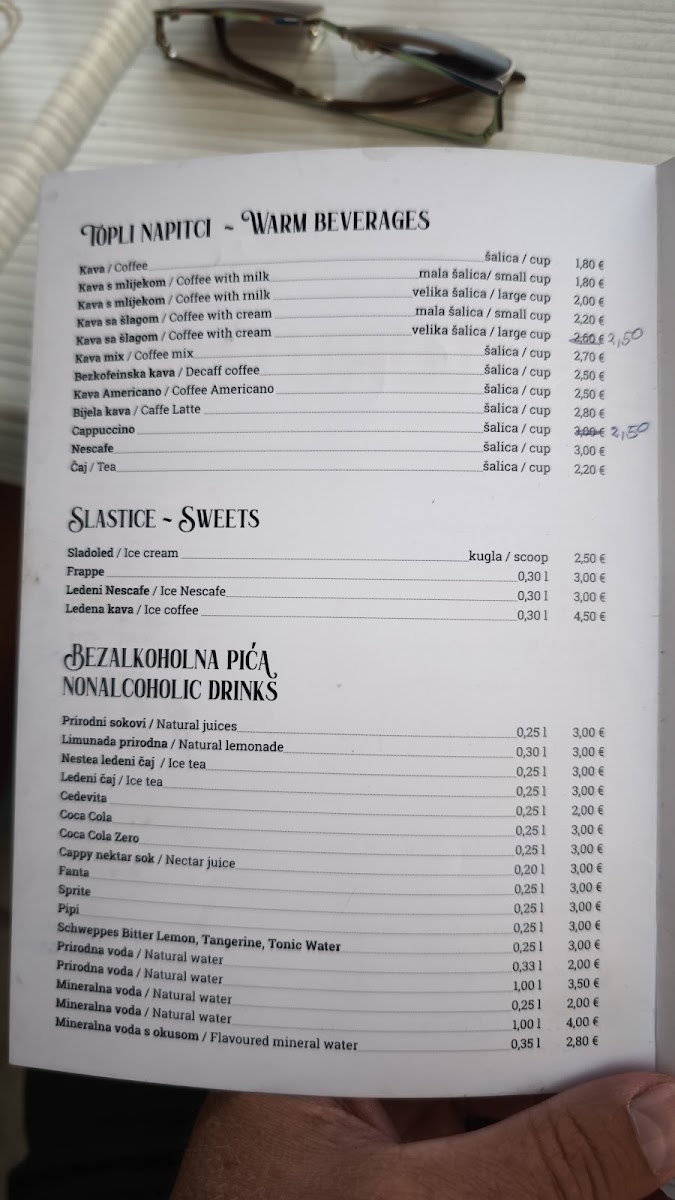 TOPLI NAPITCI ~ WARM BEVERAGES
Kava / Coffee šalica / cup 1,80 €
Kava s mlijekom / Coffee with milk mala šalica/ small cup 1,80 €
Kava s mlijekom / Coffee with milk velika šalica / large cup 2,00 €
Kava sa šlagom / Coffee with cream mala šalica / small cup 2,20 €
Kava sa šlagom / Coffee with cream velika šalica / large cup 2,60 € 2,50
Kava mix / Coffee mix šalica / cup 2,70 €
Bezkofeinska kava / Decaff coffee šalica / cup 2,50 €
Kava Americano / Coffee Americano šalica / cup 2,50 €
Bijela kava / Caffe Latte šalica / cup 2,80 €
Cappuccino šalica / cup 3,00 € 2,50
Nescafe šalica / cup 3,00 €
Čaj / Tea šalica / cup 2,20 €
SLASTICE ~ SWEETS
Sladoled / Ice cream kugla / scoop 2,50 €
Frappe 0,30 l 3,00 €
Ledeni Nescafe / Ice Nescafe 0,30 l 3,00 €
Ledena kava / Ice coffee 0,30 l 4,50 €
BEZALKOHOLNA PIĆA
NONALCOHOLIC DRINKS
Prirodni sokovi / Natural juices 0,25 l 3,00 €
Limunada prirodna / Natural lemonade 0,30 l 3,00 €
Nestea ledeni čaj / Ice tea 0,25 l 3,00 €
Ledeni čaj / Ice tea 0,25 l 3,00 €
Cedevita 0,25 l 2,00 €
Coca Cola 0,25 l 3,00 €
Coca Cola Zero 0,25 l 3,00 €
Cappy nektar sok / Nectar juice 0,20 l 3,00 €
Fanta 0,25 l 3,00 €
Sprite 0,25 l 3,00 €
Pipi 0,25 l 3,00 €
Schweppes Bitter Lemon, Tangerine, Tonic Water 0,25 l 3,00 €
Prirodna voda / Natural water 0,33 l 2,00 €
Prirodna voda / Natural water 1,00 l 3,50 €
Mineralna voda / Natural water 0,25 l 2,00 €
Mineralna voda / Natural water 1,00 l 4,00 €
Mineralna voda s okusom / Flavoured mineral water 0,35 l 2,80 €